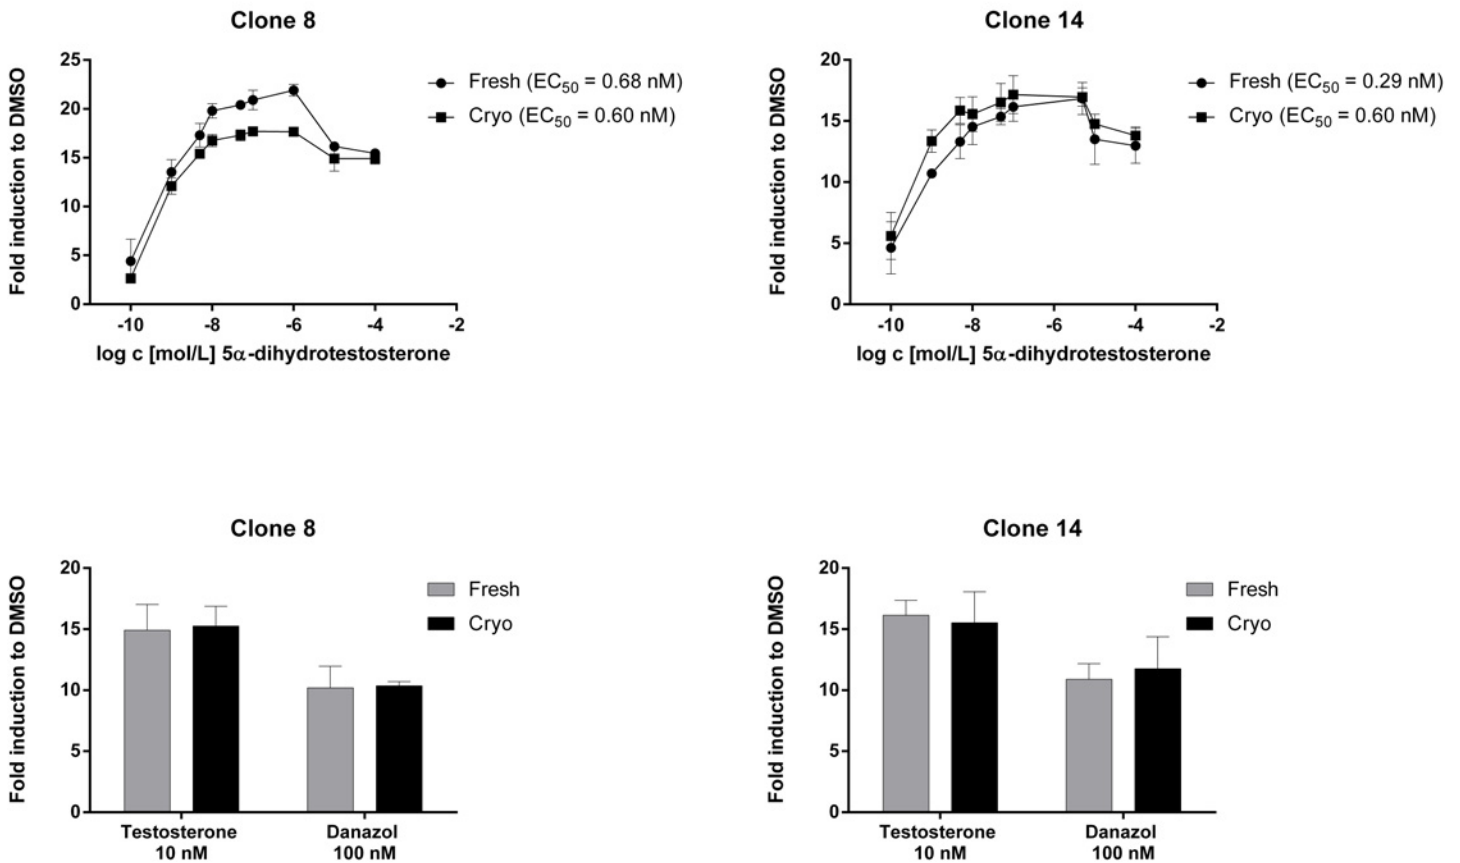 Clone 8
Fold induction to DMSO
25
20
15
10
5
0
-10
-8
-6
-4
-2
log c [mol/L] 5α-dihydrotestosterone
Fresh (EC50 = 0.68 nM)
Cryo (EC50 = 0.60 nM)
Clone 14
Fold induction to DMSO
20
15
10
5
0
-10
-8
-6
-4
-2
log c [mol/L] 5α-dihydrotestosterone
Fresh (EC50 = 0.29 nM)
Cryo (EC50 = 0.60 nM)
Clone 8
Fold induction to DMSO
20
15
10
5
0
Testosterone
10 nM
Danazol
100 nM
Fresh
Cryo
Clone 14
Fold induction to DMSO
20
15
10
5
0
Testosterone
10 nM
Danazol
100 nM
Fresh
Cryo